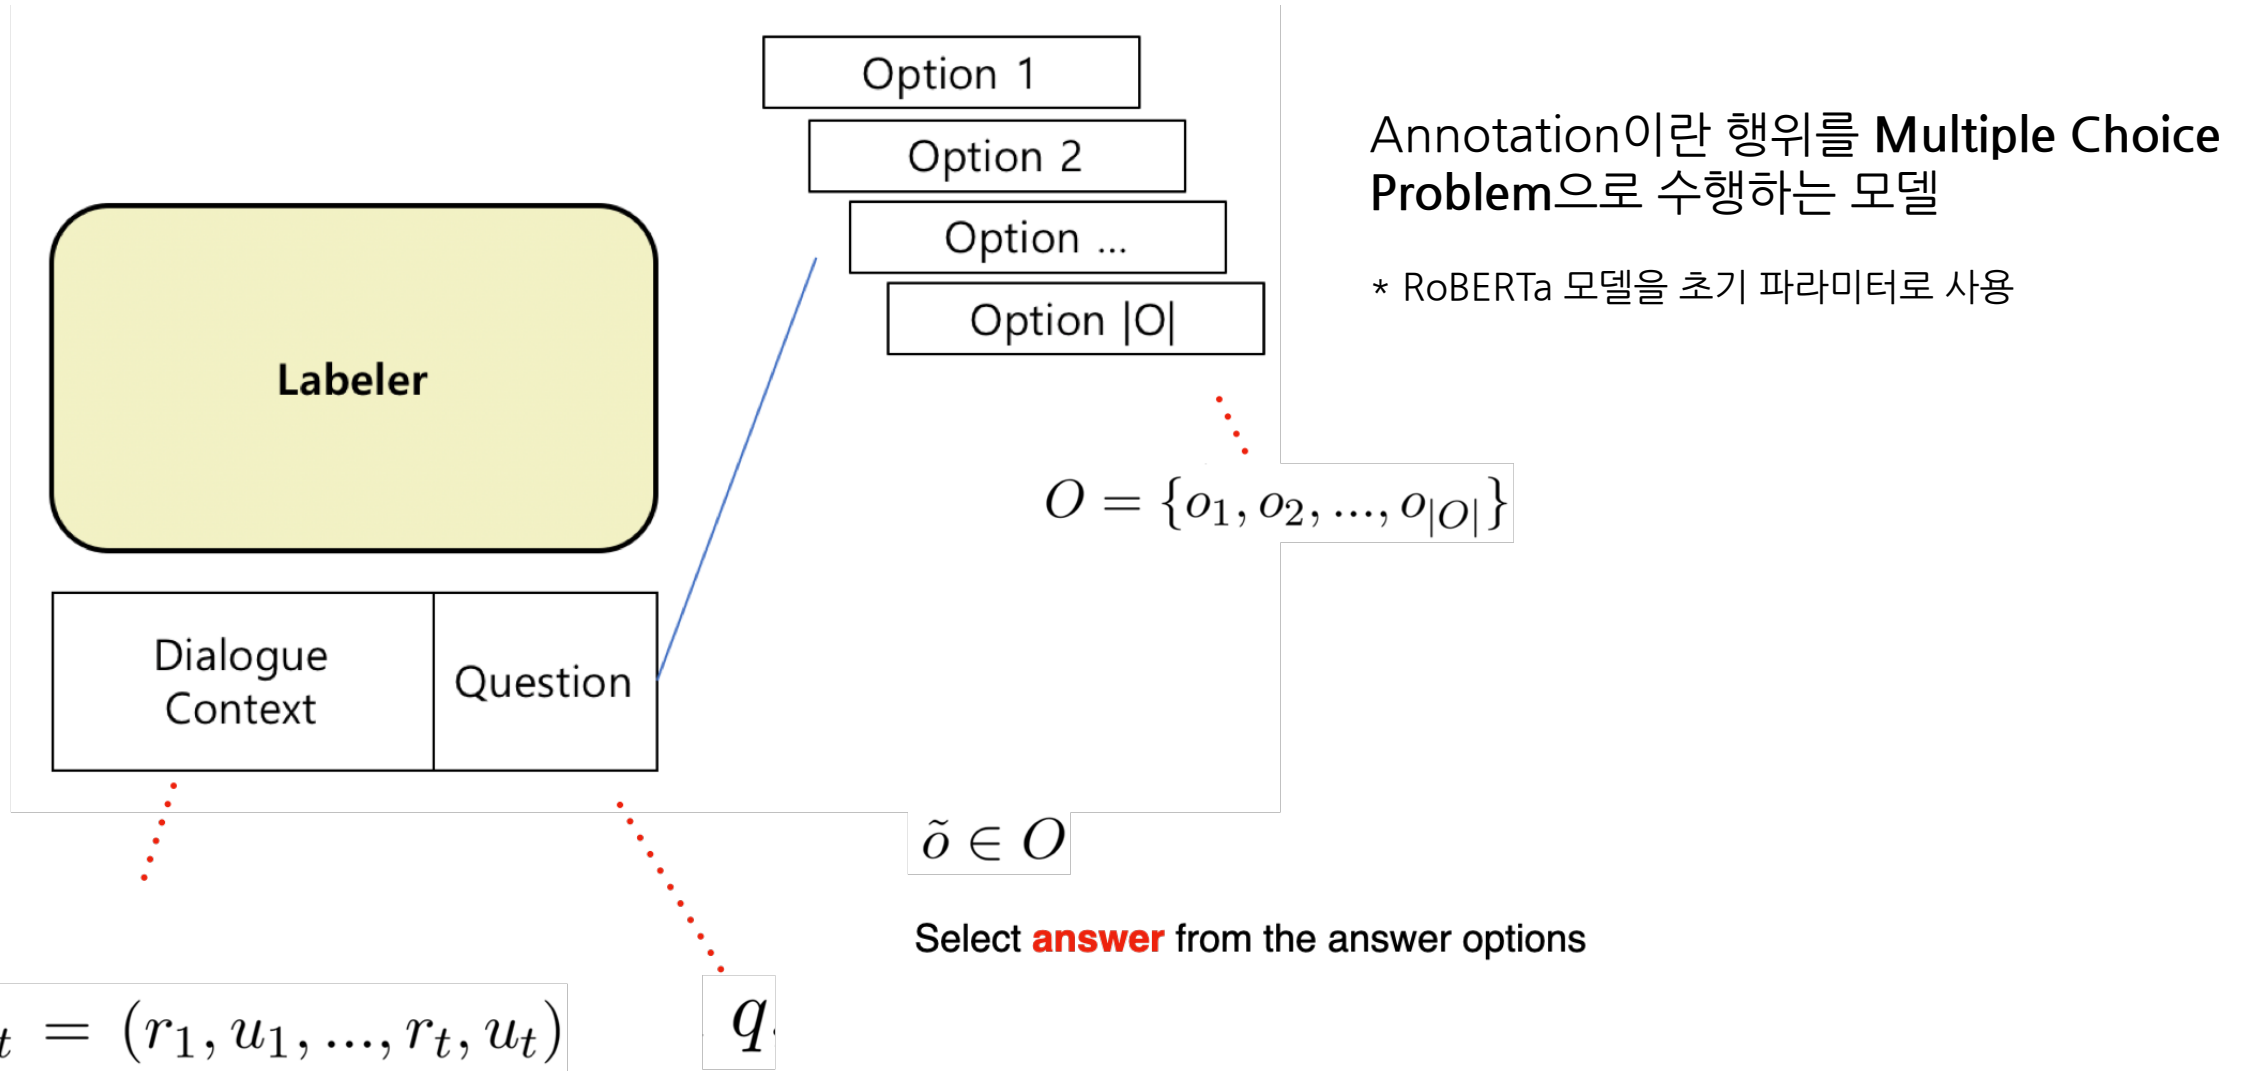 Option 1
Option 2
Option ...
Option |O|
Annotation이란 행위를 Multiple Choice
Problem으로 수행하는 모델
* RoBERTa 모델을 초기 파라미터로 사용
Labeler
O = {o₁, o₂, ..., o_|O|}
Dialogue
Context
Question
õ ∈ O
Select answer from the answer options
t = (r₁, u₁, ..., rₜ, uₜ)
q.